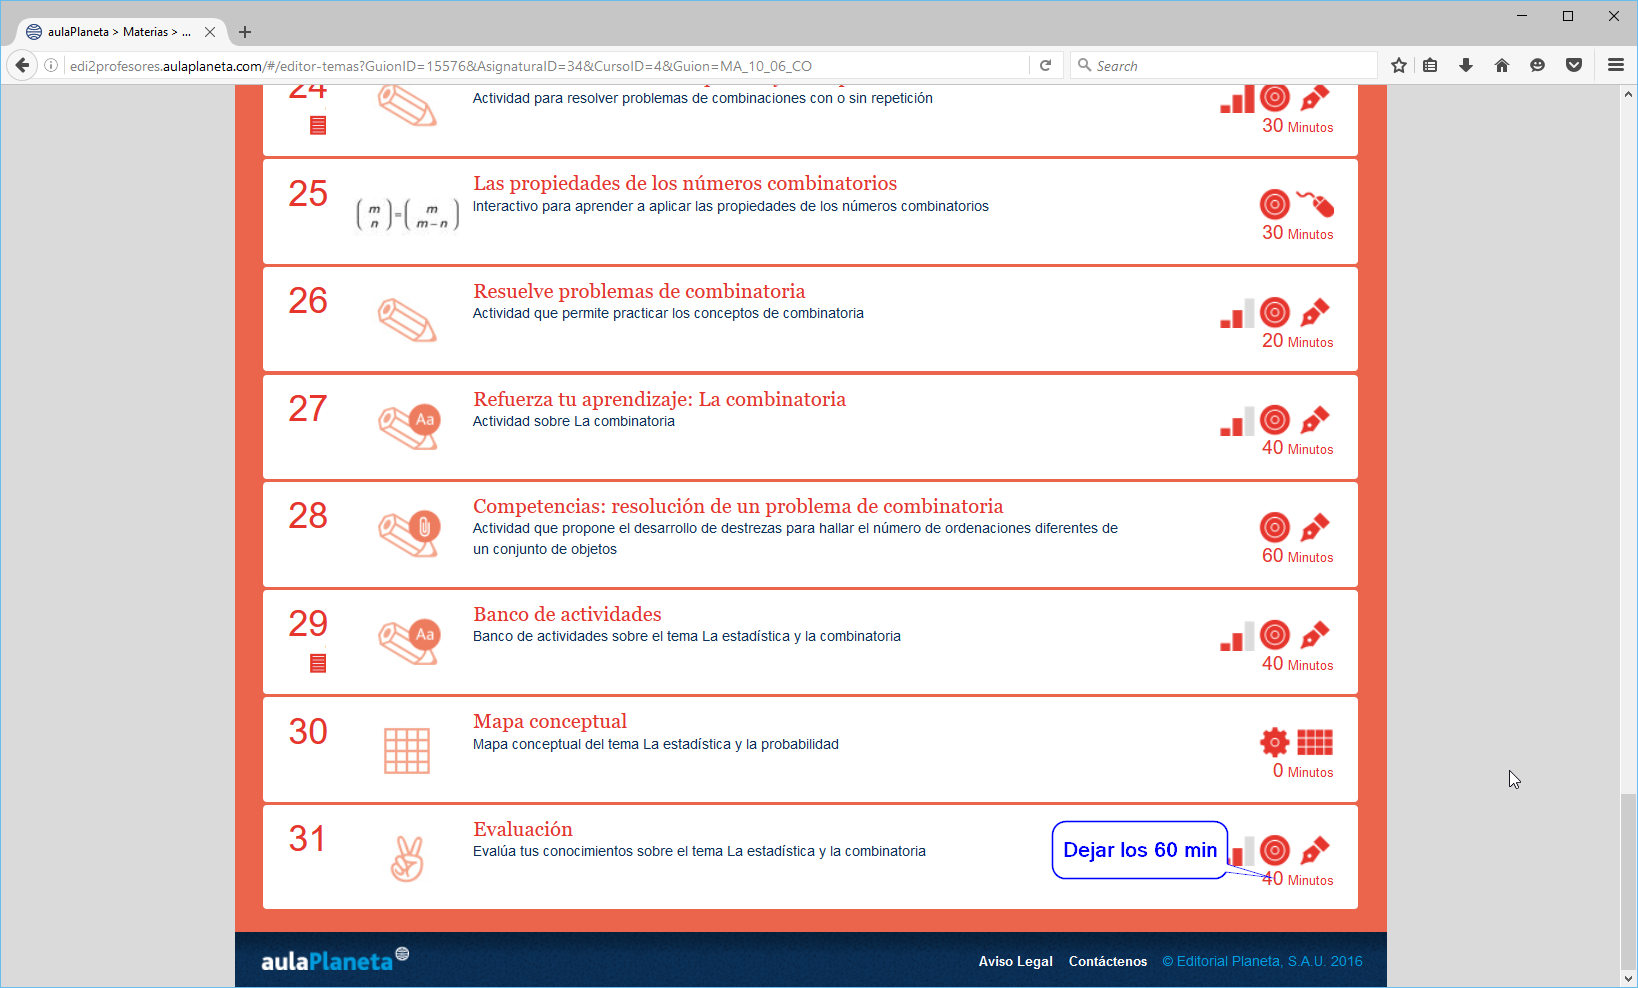 aulaPlaneta > Materias > ...
edi2profesores.aulaplaneta.com/#/editor-temas?GuionID=15576&AsignaturaID=34&CursoID=4&Guion=MA_10_06_CO
Search
24
Actividad para resolver problemas de combinaciones con o sin repetición
30 Minutos
25
(m n)=(m m–n)
Las propiedades de los números combinatorios
Interactivo para aprender a aplicar las propiedades de los números combinatorios
30 Minutos
26
Resuelve problemas de combinatoria
Actividad que permite practicar los conceptos de combinatoria
20 Minutos
27
Aa
Refuerza tu aprendizaje: La combinatoria
Actividad sobre La combinatoria
40 Minutos
28
Competencias: resolución de un problema de combinatoria
Actividad que propone el desarrollo de destrezas para hallar el número de ordenaciones diferentes de
un conjunto de objetos
60 Minutos
29
Aa
Banco de actividades
Banco de actividades sobre el tema La estadística y la combinatoria
40 Minutos
30
Mapa conceptual
Mapa conceptual del tema La estadística y la probabilidad
0 Minutos
31
Evaluación
Evalúa tus conocimientos sobre el tema La estadística y la combinatoria
Dejar los 60 min
40 Minutos
aulaPlaneta
Aviso Legal Contáctenos © Editorial Planeta, S.A.U. 2016